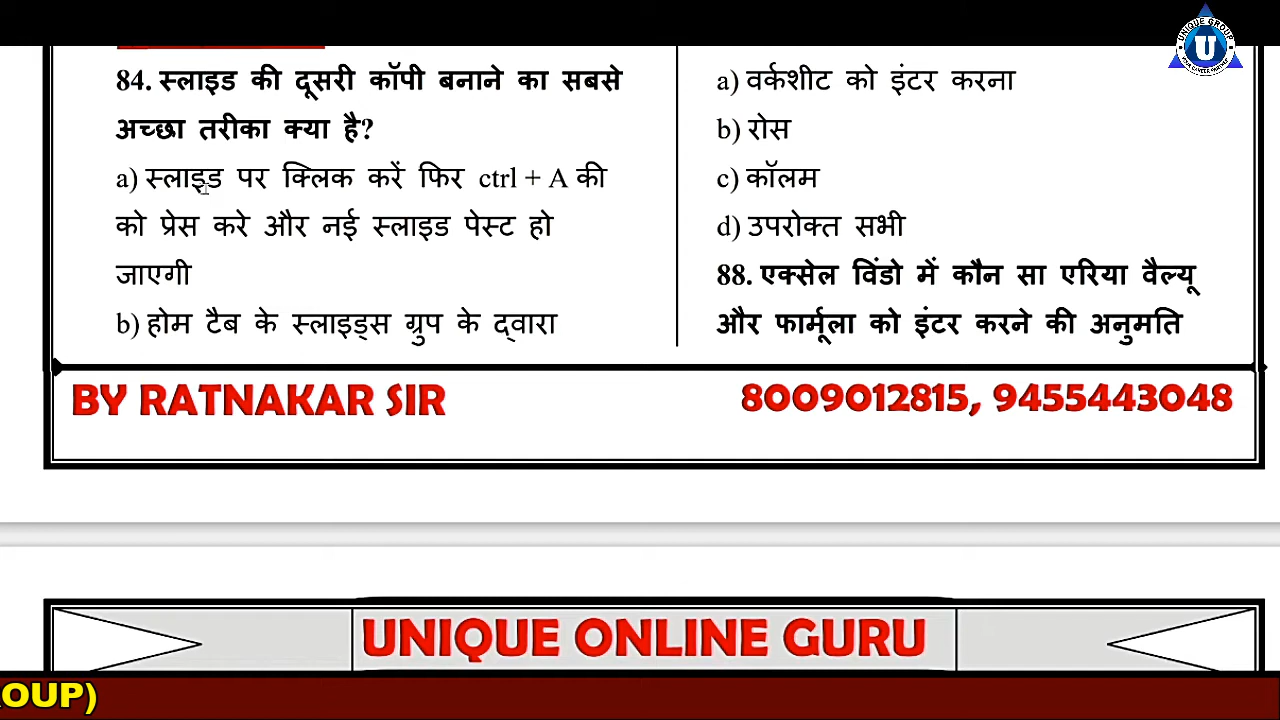 UNIQUE GROUP
U
84. स्लाइड की दूसरी कॉपी बनाने का सबसे
अच्छा तरीका क्या है?
a) स्लाइड पर क्लिक करें फिर ctrl + A की
को प्रेस करे और नई स्लाइड पेस्ट हो
जाएगी
b) होम टैब के स्लाइड्स ग्रुप के द्वारा
a) वर्कशीट को इंटर करना
b) रोस
c) कॉलम
d) उपरोक्त सभी
88. एक्सेल विंडो में कौन सा एरिया वैल्यू
और फार्मूला को इंटर करने की अनुमति
BY RATNAKAR SIR
8009012815, 9455443048
UNIQUE ONLINE GURU
OUP)